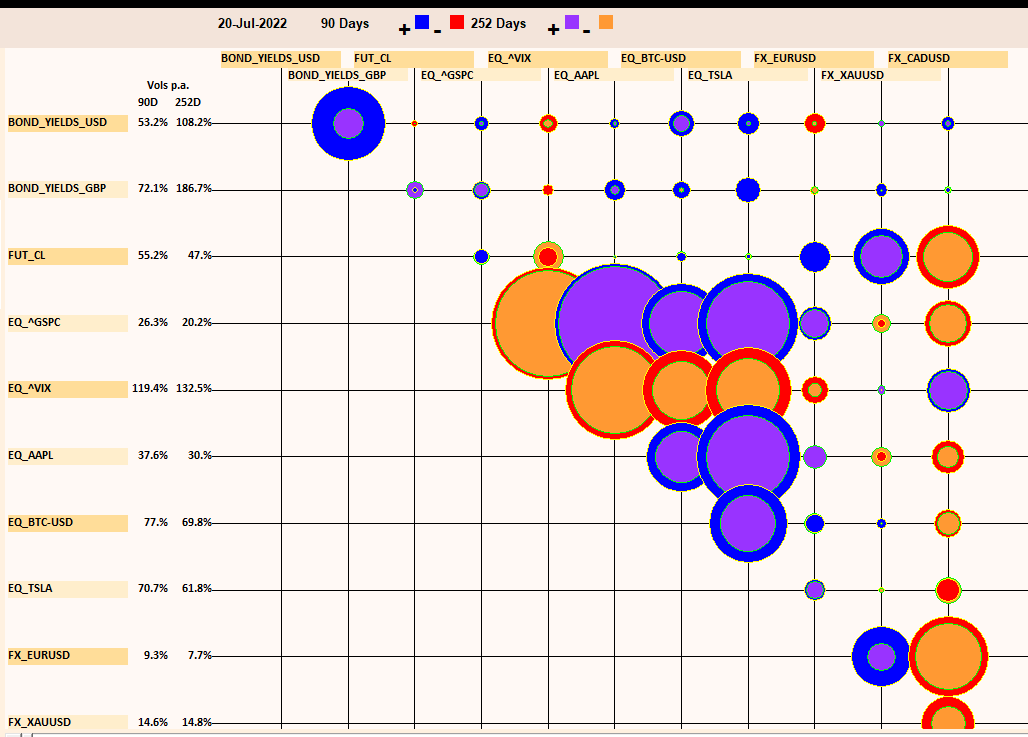 20-Jul-2022 90 Days + - 252 Days + -
BOND_YIELDS_USD FUT_CL EQ_^VIX EQ_BTC-USD FX_EURUSD FX_CADUSD
BOND_YIELDS_GBP EQ_^GSPC EQ_AAPL EQ_TSLA FX_XAUUSD
Vols p.a.
90D 252D
BOND_YIELDS_USD 53.2% 108.2%
BOND_YIELDS_GBP 72.1% 186.7%
FUT_CL 55.2% 47.%
EQ_^GSPC 26.3% 20.2%
EQ_^VIX 119.4% 132.5%
EQ_AAPL 37.6% 30.%
EQ_BTC-USD 77.% 69.8%
EQ_TSLA 70.7% 61.8%
FX_EURUSD 9.3% 7.7%
FX_XAUUSD 14.6% 14.8%